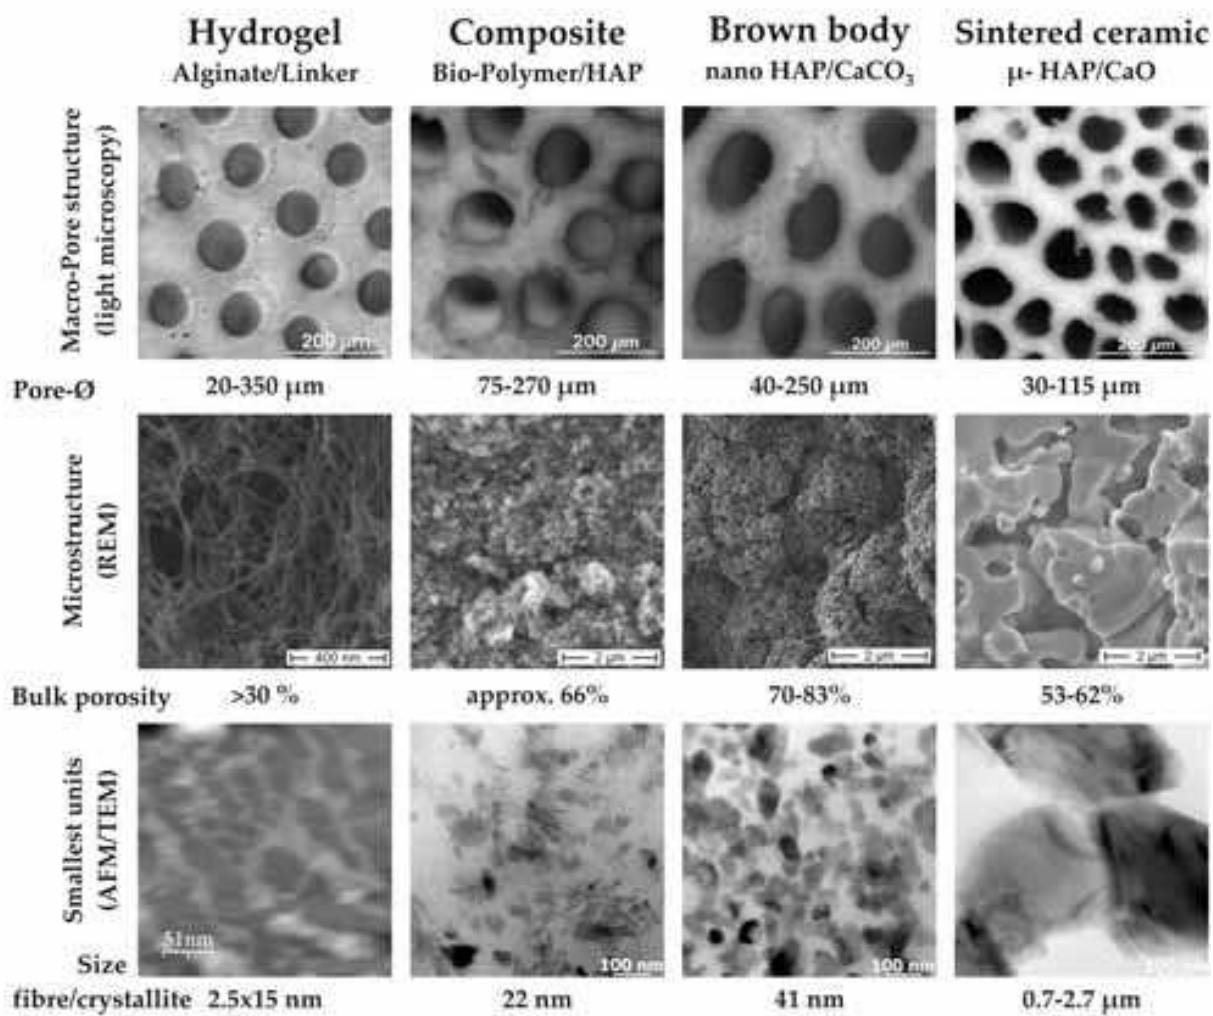 Hydrogel Composite Brown body Sintered ceramic
Alginate/Linker Bio-Polymer/HAP nano HAP/CaCO₃ μ- HAP/CaO
Macro-Pore structure
(light microscopy)
200 μm 200 μm 200 μm 200 μm
Pore-Ø 20-350 μm 75-270 μm 40-250 μm 30-115 μm
Microstructure
(REM)
400 nm 2 μm 2 μm 2 μm
Bulk porosity >30 % approx. 66% 70-83% 53-62%
Smallest units
(AFM/TEM)
51nm 100 nm 100 nm
Size
fibre/crystallite 2.5x15 nm 22 nm 41 nm 0.7-2.7 μm